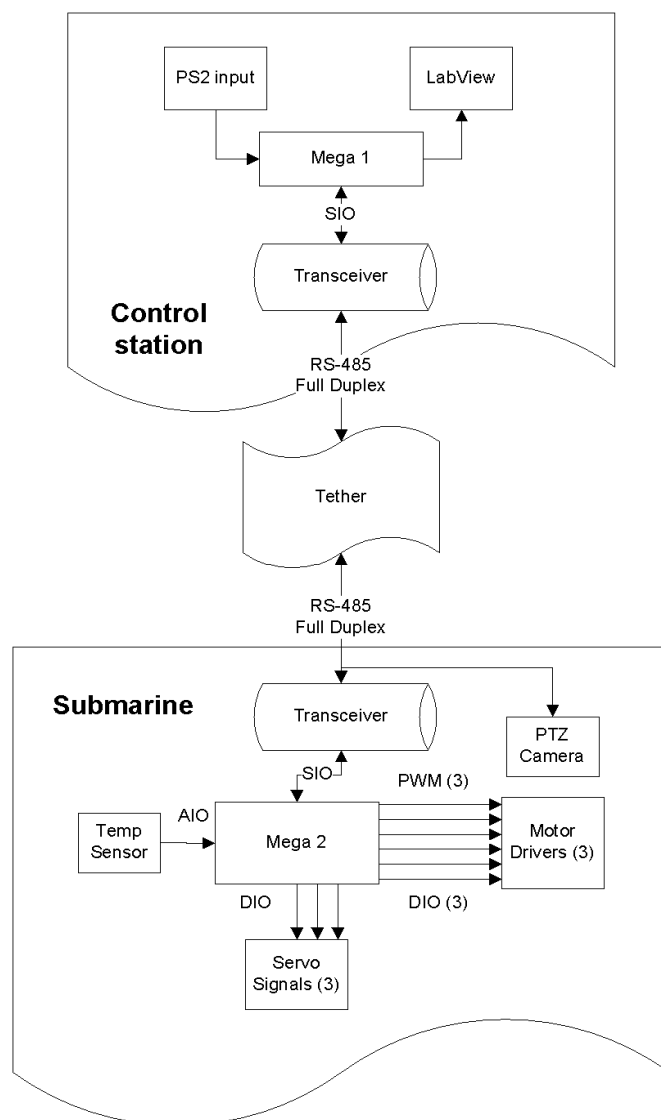 PS2 input
LabView
Mega 1
SIO
Transceiver
Control
station
RS-485
Full Duplex
Tether
RS-485
Full Duplex
Submarine
Transceiver
PTZ
Camera
SIO
PWM (3)
AIO
Temp
Sensor
Mega 2
Motor
Drivers (3)
DIO
DIO (3)
Servo
Signals (3)